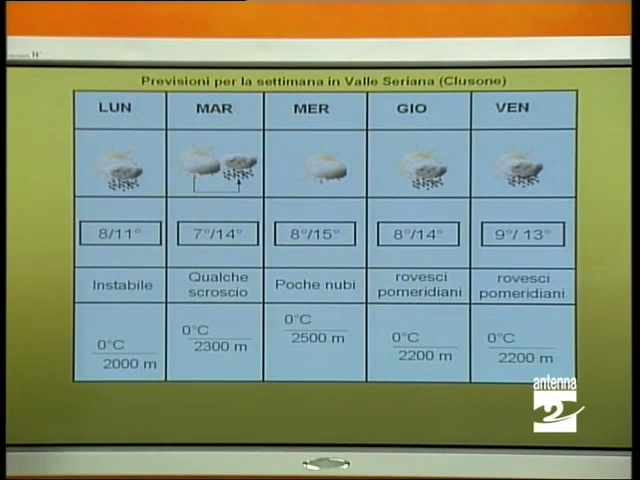 Previsioni per la settimana in Valle Seriana (Clusone)
LUN MAR MER GIO VEN
8/11° 7°/14° 8°/15° 8°/14° 9°/ 13°
Instabile
Qualche
scroscio
Poche nubi
rovesci
pomeridiani
rovesci
pomeridiani
0°C
2000 m
0°C
2300 m
0°C
2500 m
0°C
2200 m
0°C
2200 m
antenna
2